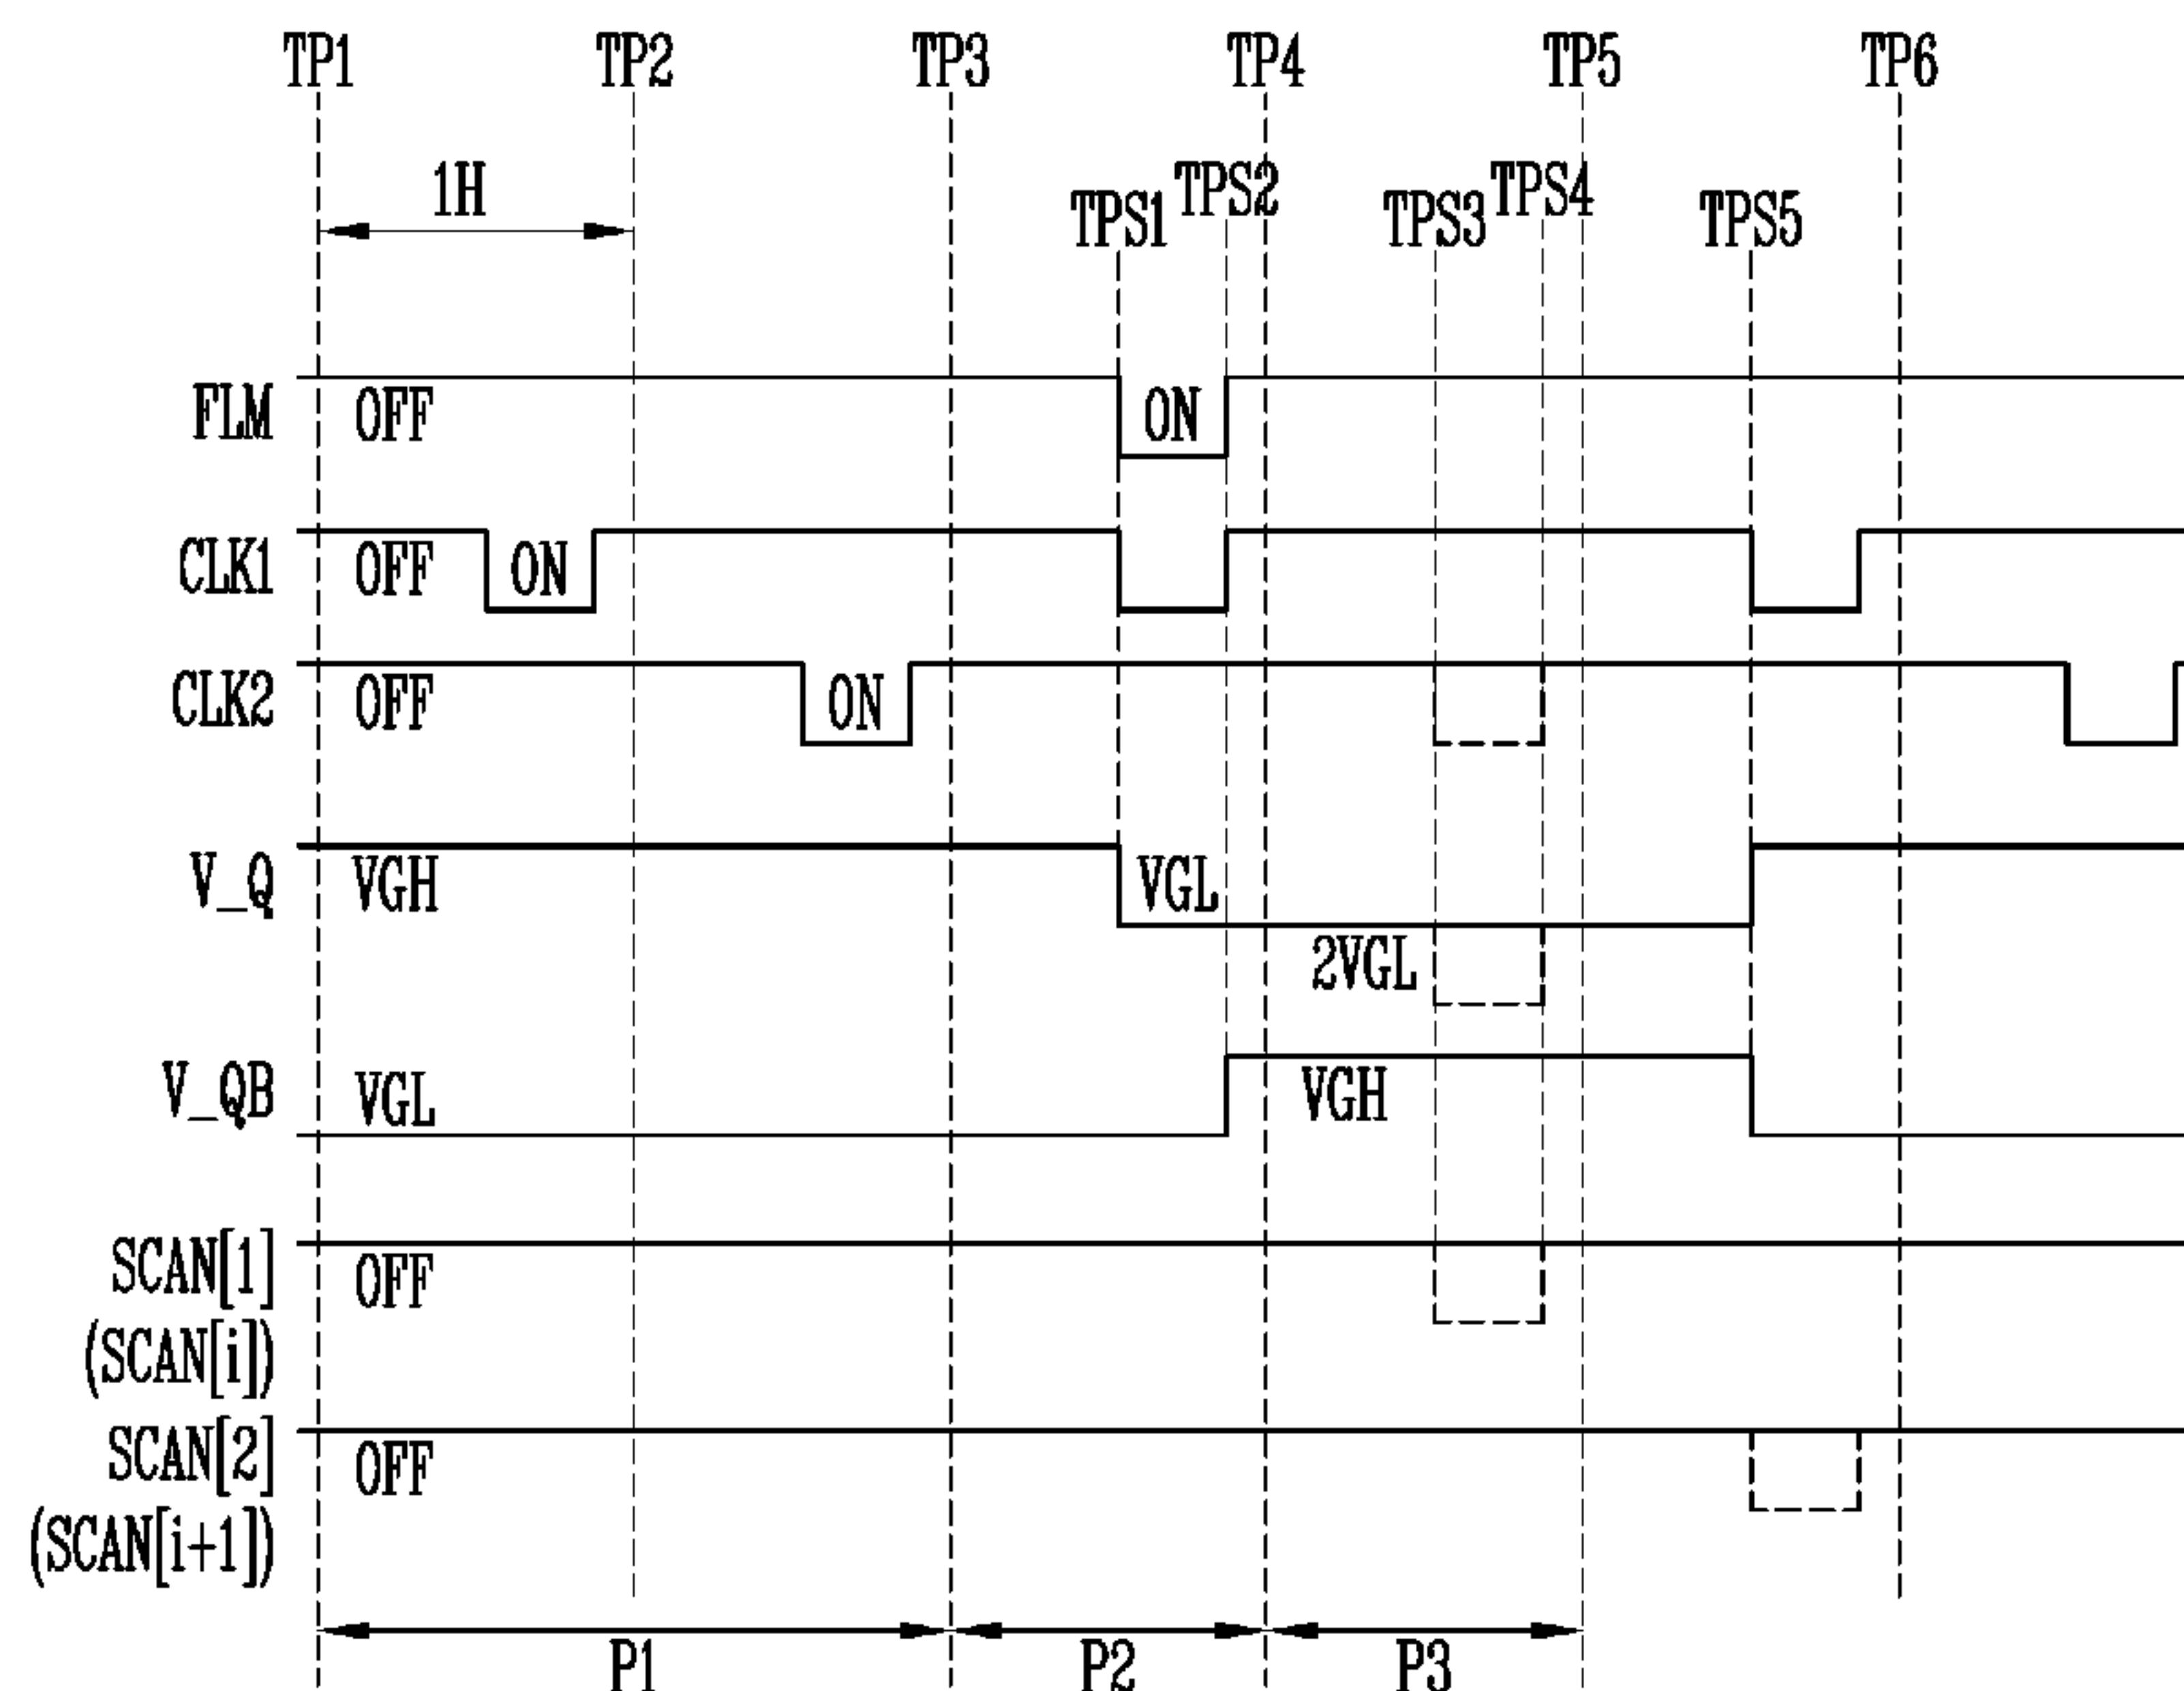 TP1 TP2 TP3 TP4 TP5 TP6
1H TPS1 TPS2 TPS3 TPS4 TPS5
FLM OFF ON
CLK1 OFF ON
CLK2 OFF ON
V_Q VGH VGL
2VGL
V_QB VGL VGH
SCAN[1] OFF
(SCAN[i])
SCAN[2] OFF
(SCAN[i+1])
P1 P2 P3